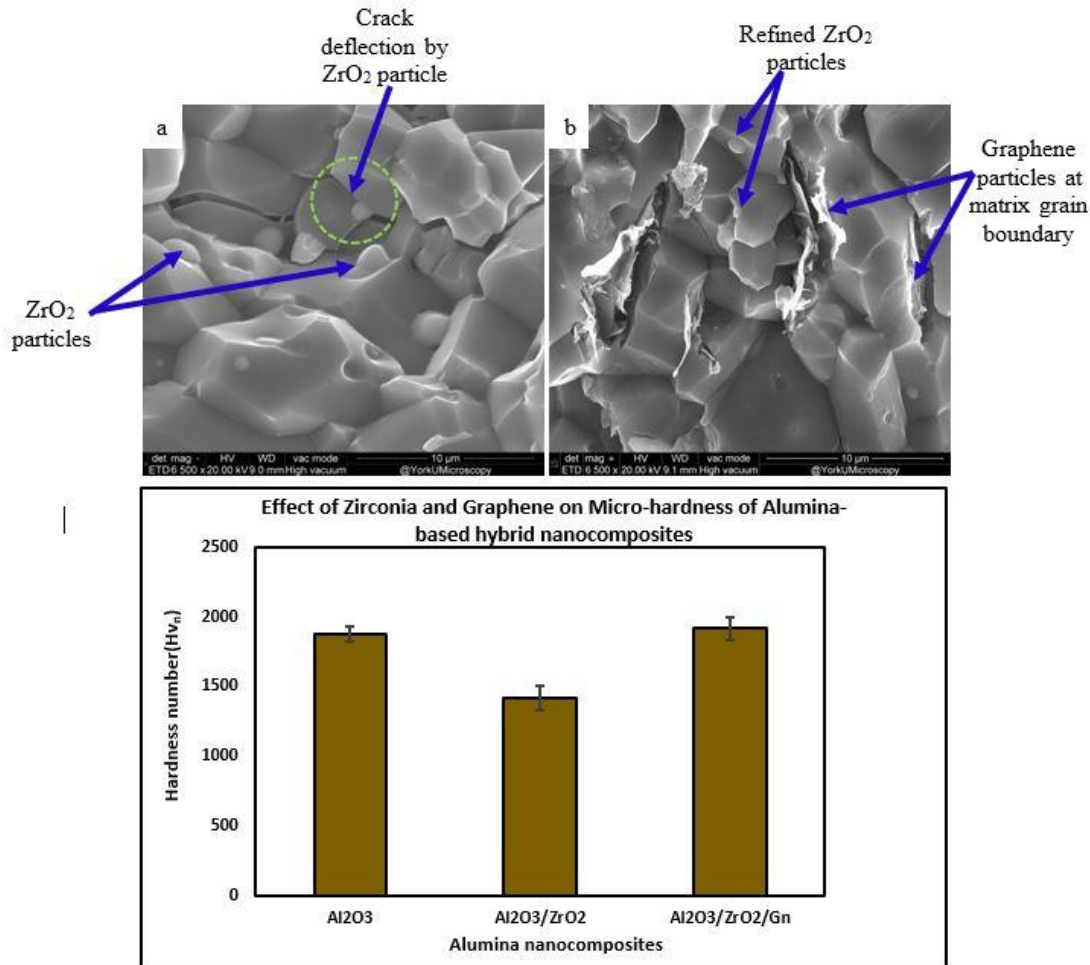 Crack
deflection by
ZrO₂ particle
Refined ZrO₂
particles
a
b
Graphene
particles at
matrix grain
boundary
ZrO₂
particles
det mag - HV WD vac mode 10 µm
ETD 6 500 x 20.00 kV 9.0 mm High vacuum @YorkUMicroscopy
det mag + HV WD vac mode 10 µm
ETD 6 500 x 20.00 kV 9.1 mm High vacuum @YorkUMicroscopy
Effect of Zirconia and Graphene on Micro-hardness of Alumina-
based hybrid nanocomposites
2500
2000
1500
1000
500
0
Hardness number(Hvₙ)
Al2O3 Al2O3/ZrO2 Al2O3/ZrO2/Gn
Alumina nanocomposites